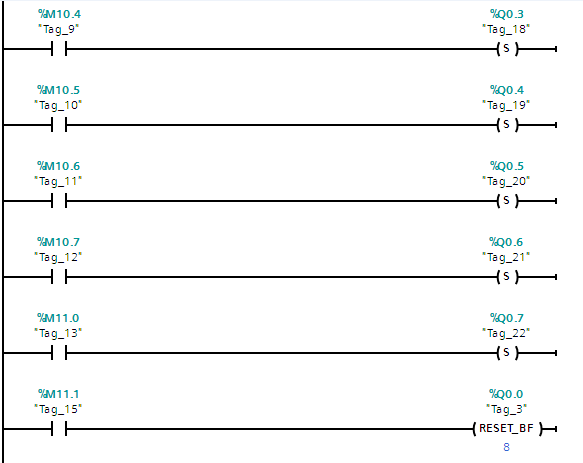 %M10.4 %Q0.3
"Tag_9" "Tag_18"
S
%M10.5 %Q0.4
"Tag_10" "Tag_19"
S
%M10.6 %Q0.5
"Tag_11" "Tag_20"
S
%M10.7 %Q0.6
"Tag_12" "Tag_21"
S
%M11.0 %Q0.7
"Tag_13" "Tag_22"
S
%M11.1 %Q0.0
"Tag_15" "Tag_3"
RESET_BF
8